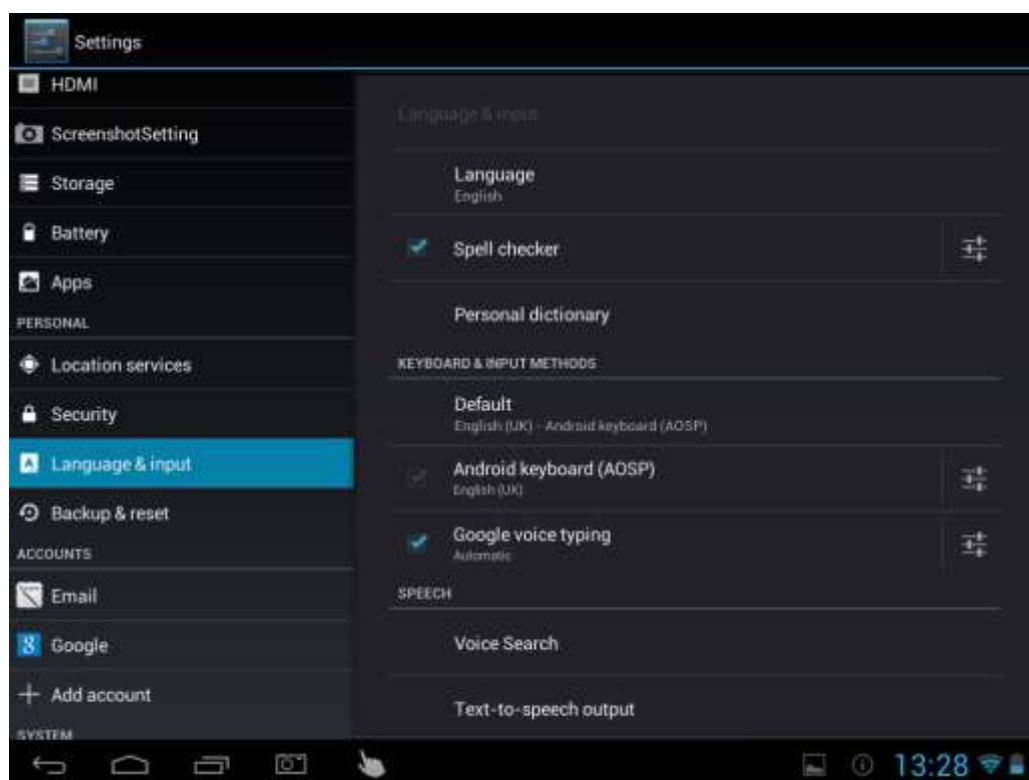 Settings
HDMI
ScreenshotSetting
Storage
Battery
Apps
PERSONAL
Location services
Security
Language & input
Backup & reset
ACCOUNTS
Email
Google
Add account
SYSTEM
Language & input
Language
English
Spell checker
Personal dictionary
KEYBOARD & INPUT METHODS
Default
English (UK) - Android keyboard (AOSP)
Android keyboard (AOSP)
English (UK)
Google voice typing
Automatic
SPEECH
Voice Search
Text-to-speech output
13:28